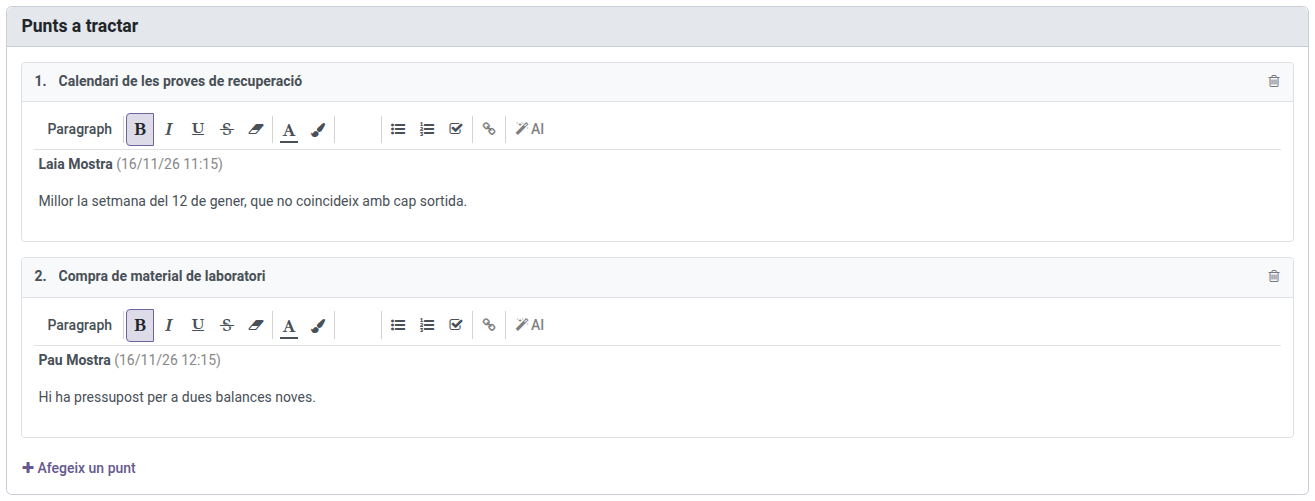 Punts a tractar
1. Calendari de les proves de recuperació
Paragraph B I U S A AI
Laia Mostra (16/11/26 11:15)
Millor la setmana del 12 de gener, que no coincideix amb cap sortida.
2. Compra de material de laboratori
Paragraph B I U S A AI
Pau Mostra (16/11/26 12:15)
Hi ha pressupost per a dues balances noves.
+ Afegeix un punt